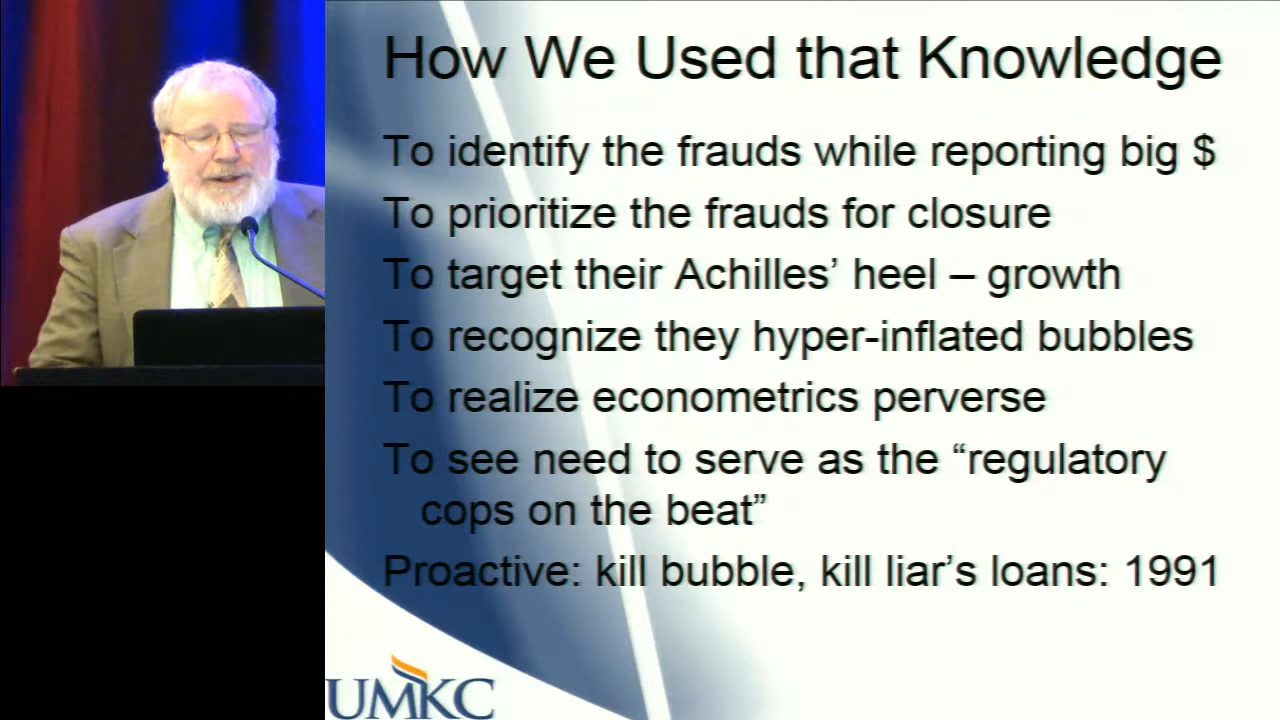 How We Used that Knowledge
To identify the frauds while reporting big $
To prioritize the frauds for closure
To target their Achilles’ heel – growth
To recognize they hyper-inflated bubbles
To realize econometrics perverse
To see need to serve as the “regulatory
cops on the beat”
Proactive: kill bubble, kill liar’s loans: 1991
UMKC